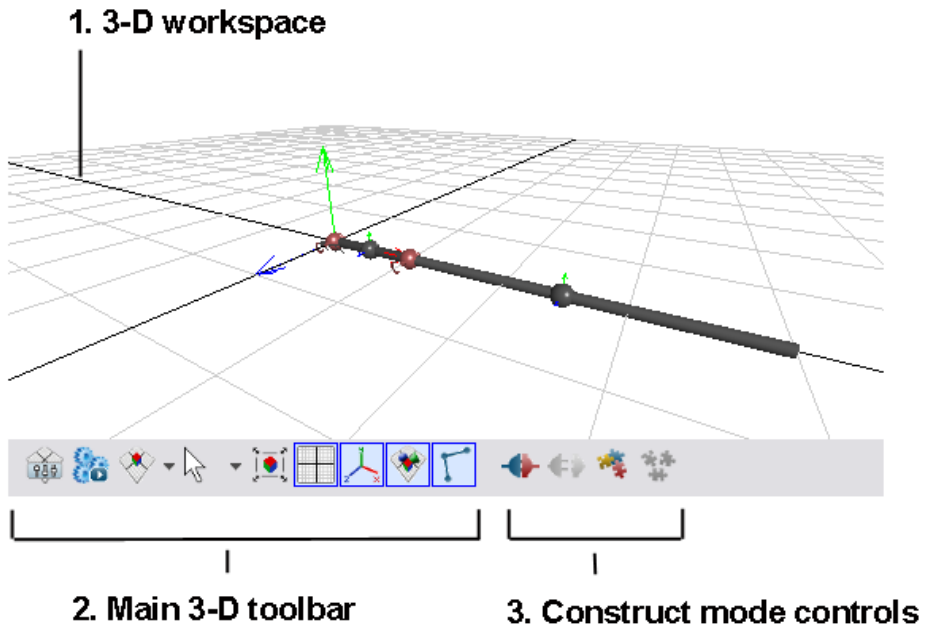 1. 3-D workspace
2. Main 3-D toolbar
3. Construct mode controls